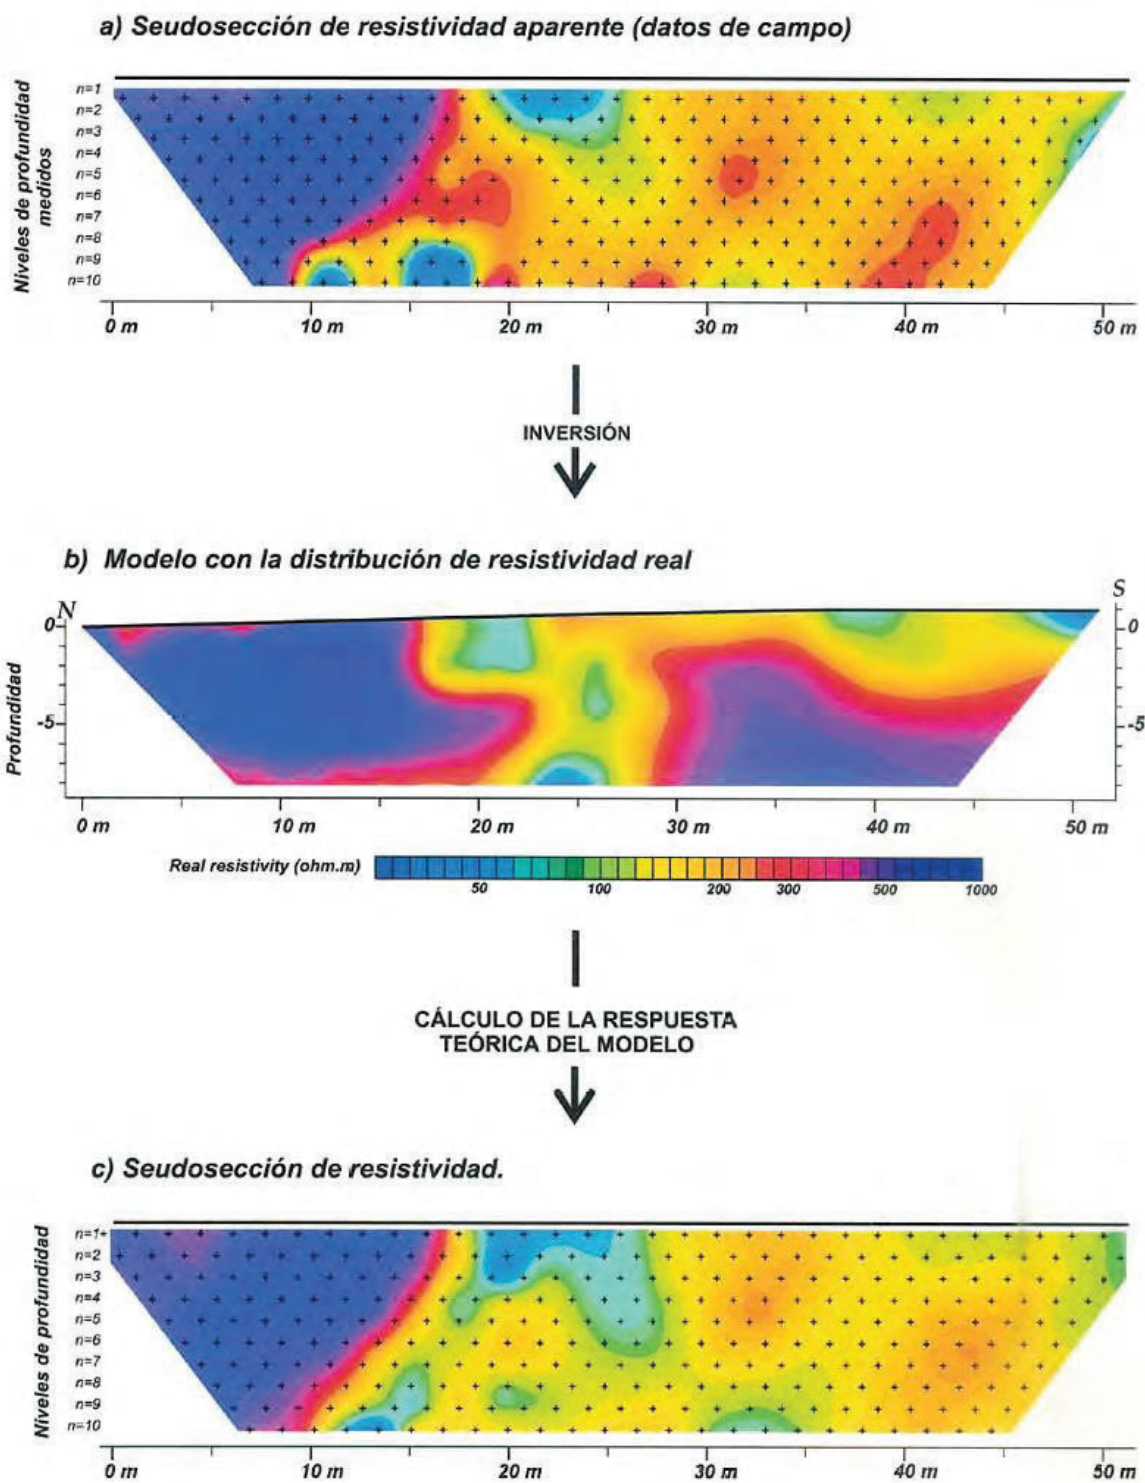 a) Seudosección de resistividad aparente (datos de campo)
Niveles de profundidad
medidos
n=1
n=2
n=3
n=4
n=5
n=6
n=7
n=8
n=9
n=10
0 m 10 m 20 m 30 m 40 m 50 m
INVERSIÓN
b) Modelo con la distribución de resistividad real
N S
Profundidad
0 0
-5 -5
0 m 10 m 20 m 30 m 40 m 50 m
Real resistivity (ohm.m)
50 100 200 300 500 1000
CÁLCULO DE LA RESPUESTA
TEÓRICA DEL MODELO
c) Seudosección de resistividad.
Niveles de profundidad
n=1
n=2
n=3
n=4
n=5
n=6
n=7
n=8
n=9
n=10
0 m 10 m 20 m 30 m 40 m 50 m